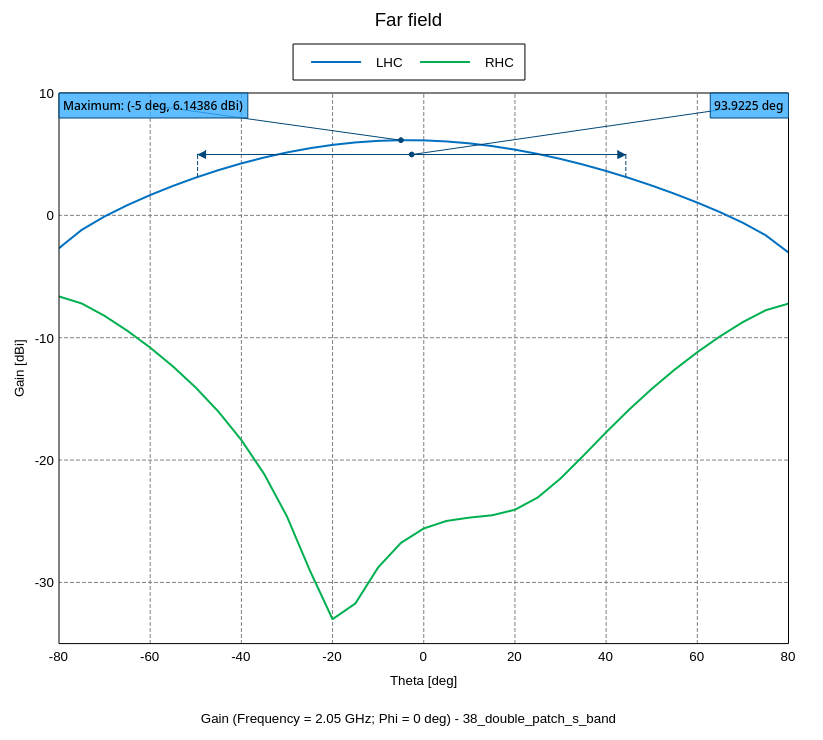 Far field
LHC RHC
Maximum: (-5 deg, 6.14386 dBi)
93.9225 deg
10
0
-10
-20
-30
Gain [dBi]
-80 -60 -40 -20 0 20 40 60 80
Theta [deg]
Gain (Frequency = 2.05 GHz; Phi = 0 deg) - 38_double_patch_s_band